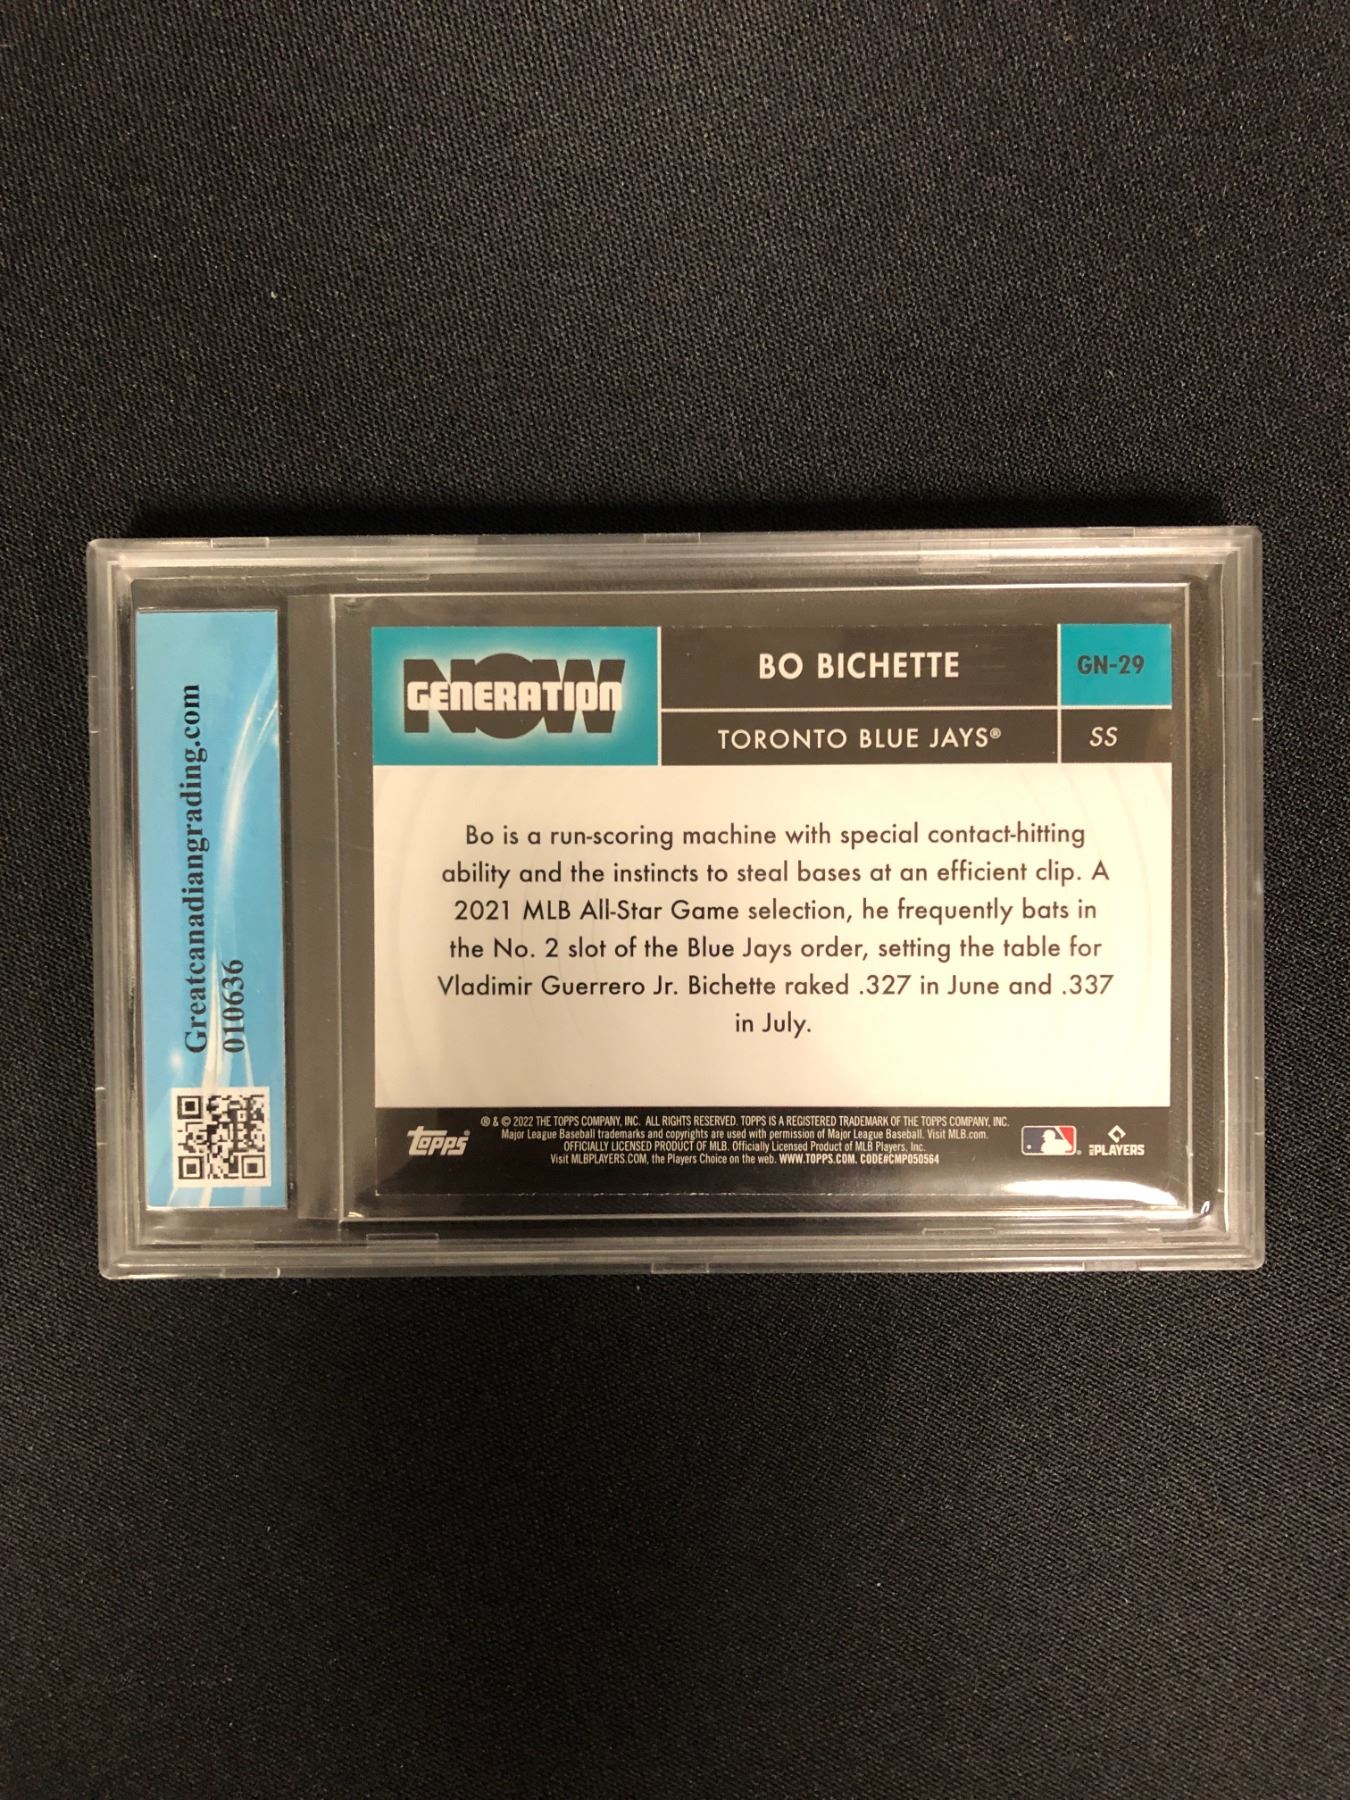 Greatcanadiangrading.com
010636
GENERATION
NOW
BO BICHETTE
GN-29
TORONTO BLUE JAYS®
SS
Bo is a run-scoring machine with special contact-hitting
ability and the instincts to steal bases at an efficient clip. A
2021 MLB All-Star Game selection, he frequently bats in
the No. 2 slot of the Blue Jays order, setting the table for
Vladimir Guerrero Jr. Bichette raked .327 in June and .337
in July.
topps®
® & © 2022 THE TOPPS COMPANY, INC. ALL RIGHTS RESERVED. TOPPS IS A REGISTERED TRADEMARK OF THE TOPPS COMPANY, INC.
Major League Baseball trademarks and copyrights are used with permission of Major League Baseball. Visit MLB.com.
OFFICIALLY LICENSED PRODUCT OF MLB. Officially Licensed Product of MLB Players, Inc.
Visit MLBPLAYERS.COM, the Players Choice on the web. WWW.TOPPS.COM. CODE#CMP050564
MLB PLAYERS